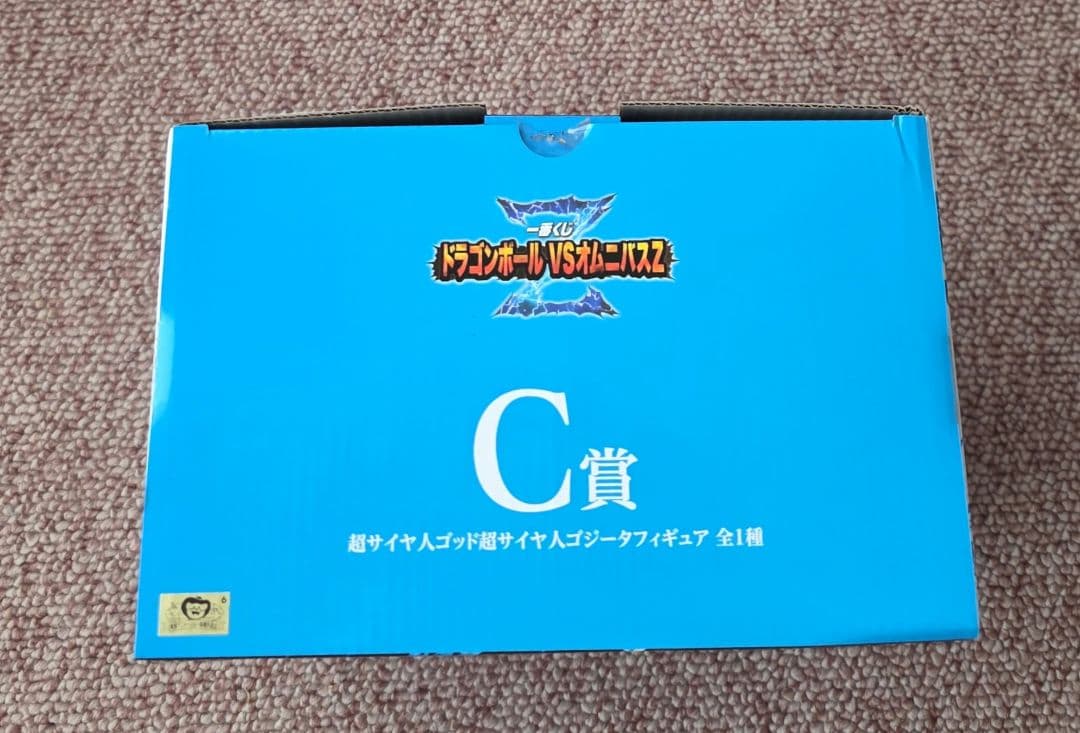 一番くじ
ドラゴンボール VSオムニバスZ
C賞
超サイヤ人ゴッド超サイヤ人ゴジータフィギュア 全1種
6